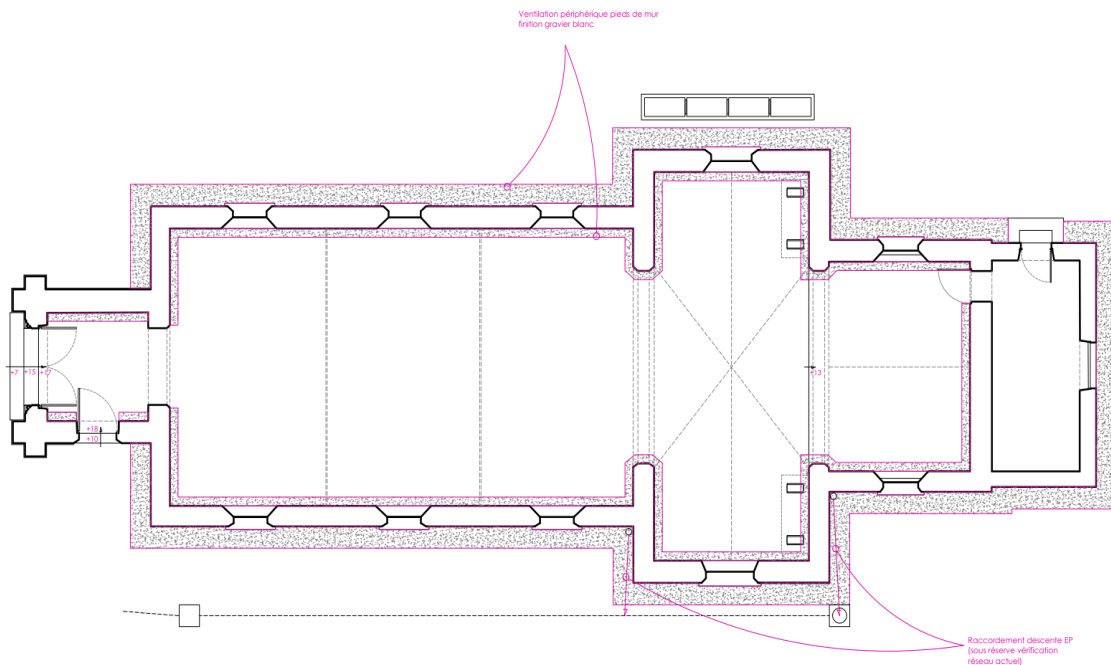 Ventilation périphérique pieds de mur
finition gravier blanc
+7 +15 +17
+13
+18
+10
Raccordement descente EP
(sous réserve vérification
réseau actuel)